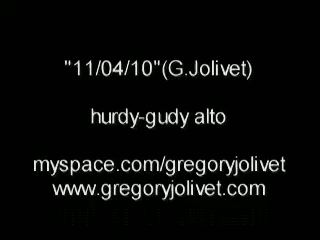 "11/04/10"(G.Jolivet)
hurdy-gudy alto
myspace.com/gregoryjolivet
www.gregoryjolivet.com